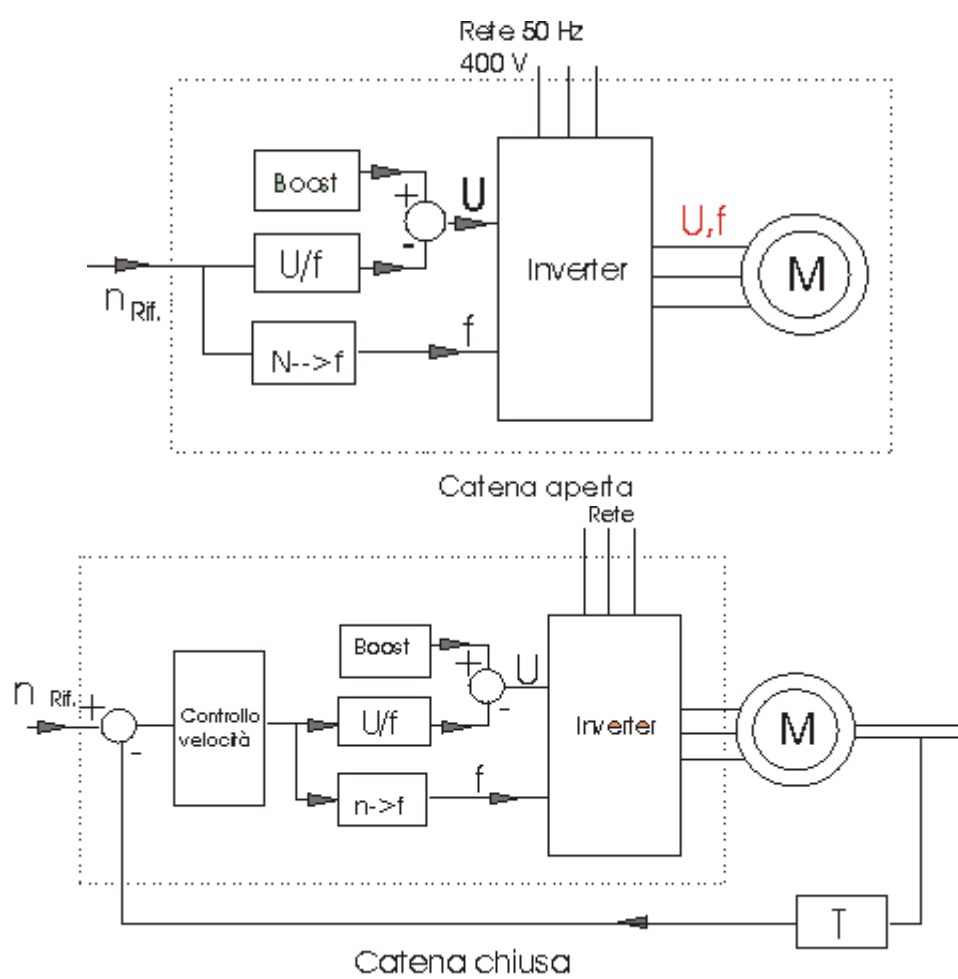 Rete 50 Hz
400 V
Boost
+
U
U,f
-
U/f
Inverter
M
n Rif.
N-->f
f
Catena aperta
Rete
Boost
+
U
n Rif.
+
-
Controllo
velocità
U/f
-
Inverter
M
n->f
f
T
Catena chiusa